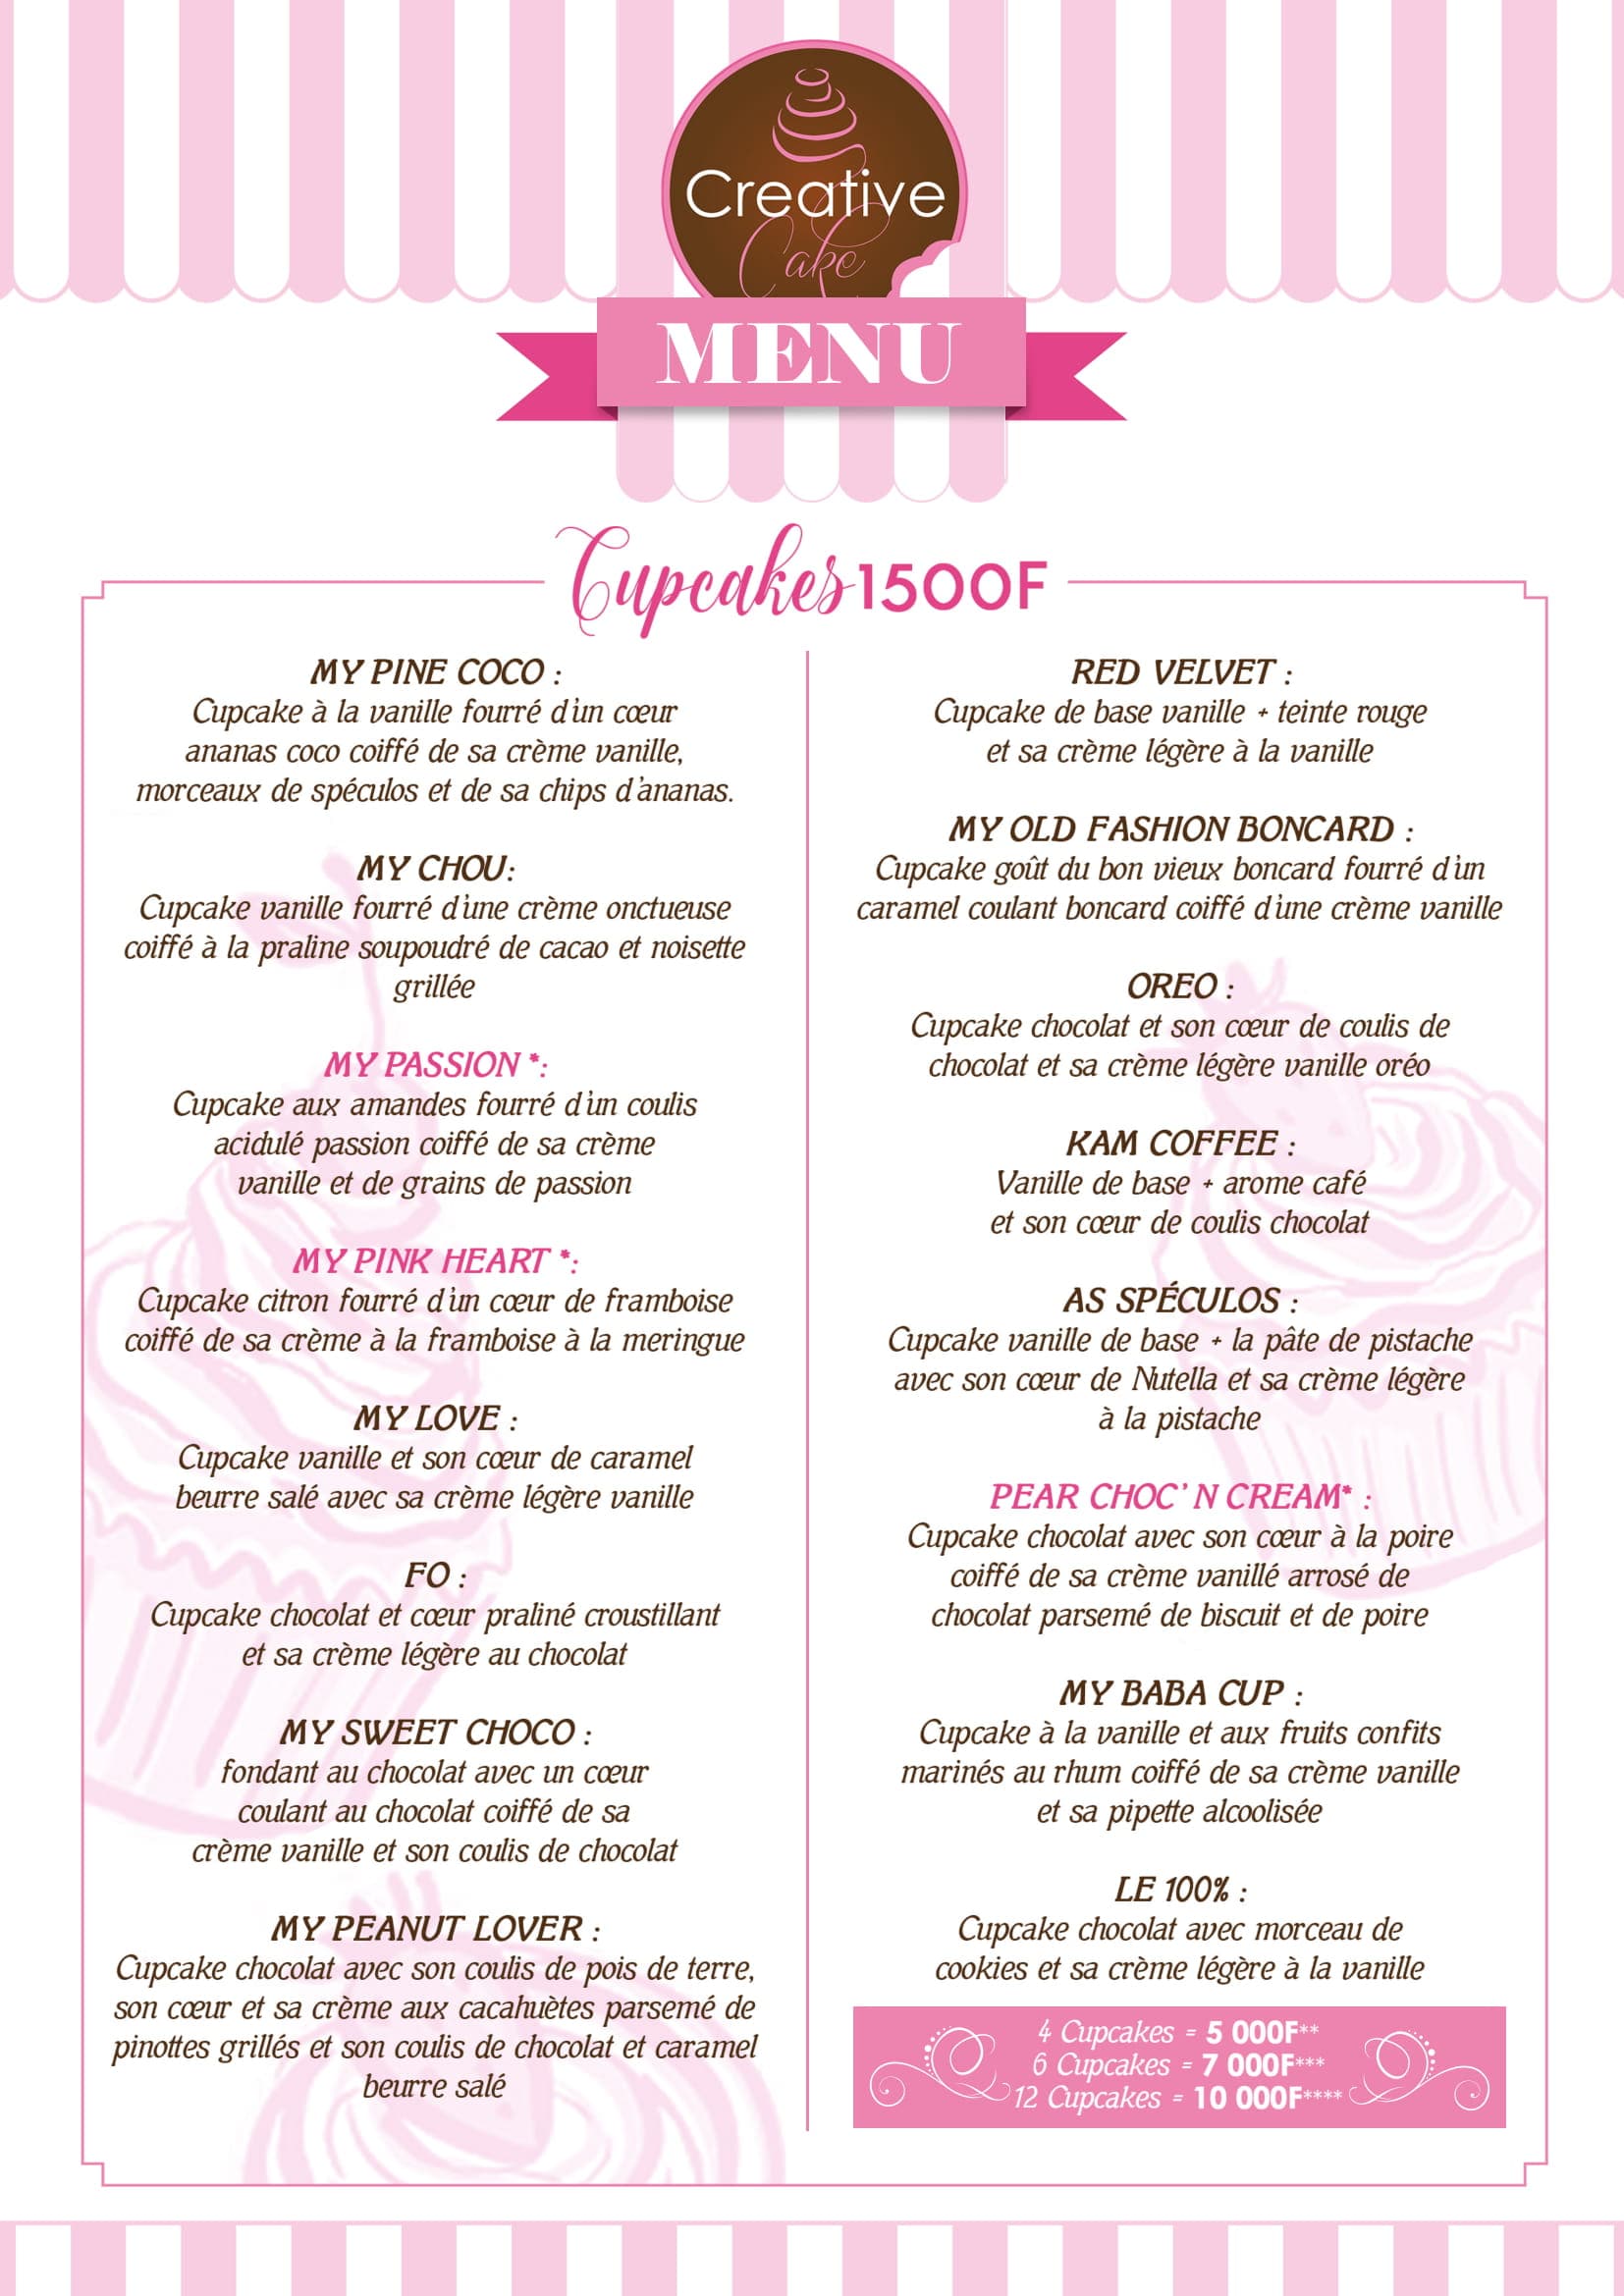 Creative
Cake
MENU
Cupcakes 1500F
MY PINE COCO :
Cupcake à la vanille fourré d'un cœur
ananas coco coiffé de sa crème vanille,
morceaux de spéculos et de sa chips d'ananas.
MY CHOU:
Cupcake vanille fourré d'une crème onctueuse
coiffé à la praline soupoudré de cacao et noisette
grillée
MY PASSION *:
Cupcake aux amandes fourré d'un coulis
acidulé passion coiffé de sa crème
vanille et de grains de passion
MY PINK HEART *:
Cupcake citron fourré d'un cœur de framboise
coiffé de sa crème à la framboise à la meringue
MY LOVE :
Cupcake vanille et son cœur de caramel
beurre salé avec sa crème légère vanille
FO :
Cupcake chocolat et cœur praliné croustillant
et sa crème légère au chocolat
MY SWEET CHOCO :
fondant au chocolat avec un cœur
coulant au chocolat coiffé de sa
crème vanille et son coulis de chocolat
MY PEANUT LOVER :
Cupcake chocolat avec son coulis de pois de terre,
son cœur et sa crème aux cacahuètes parsemé de
pinottes grillés et son coulis de chocolat et caramel
beurre salé
RED VELVET :
Cupcake de base vanille + teinte rouge
et sa crème légère à la vanille
MY OLD FASHION BONCARD :
Cupcake goût du bon vieux boncard fourré d'un
caramel coulant boncard coiffé d'une crème vanille
OREO :
Cupcake chocolat et son cœur de coulis de
chocolat et sa crème légère vanille oréo
KAM COFFEE :
Vanille de base + arome café
et son cœur de coulis chocolat
AS SPÉCULOS :
Cupcake vanille de base + la pâte de pistache
avec son cœur de Nutella et sa crème légère
à la pistache
PEAR CHOC' N CREAM* :
Cupcake chocolat avec son cœur à la poire
coiffé de sa crème vanillé arrosé de
chocolat parsemé de biscuit et de poire
MY BABA CUP :
Cupcake à la vanille et aux fruits confits
marinés au rhum coiffé de sa crème vanille
et sa pipette alcoolisée
LE 100% :
Cupcake chocolat avec morceau de
cookies et sa crème légère à la vanille
4 Cupcakes = 5 000F**
6 Cupcakes = 7 000F***
12 Cupcakes = 10 000F****